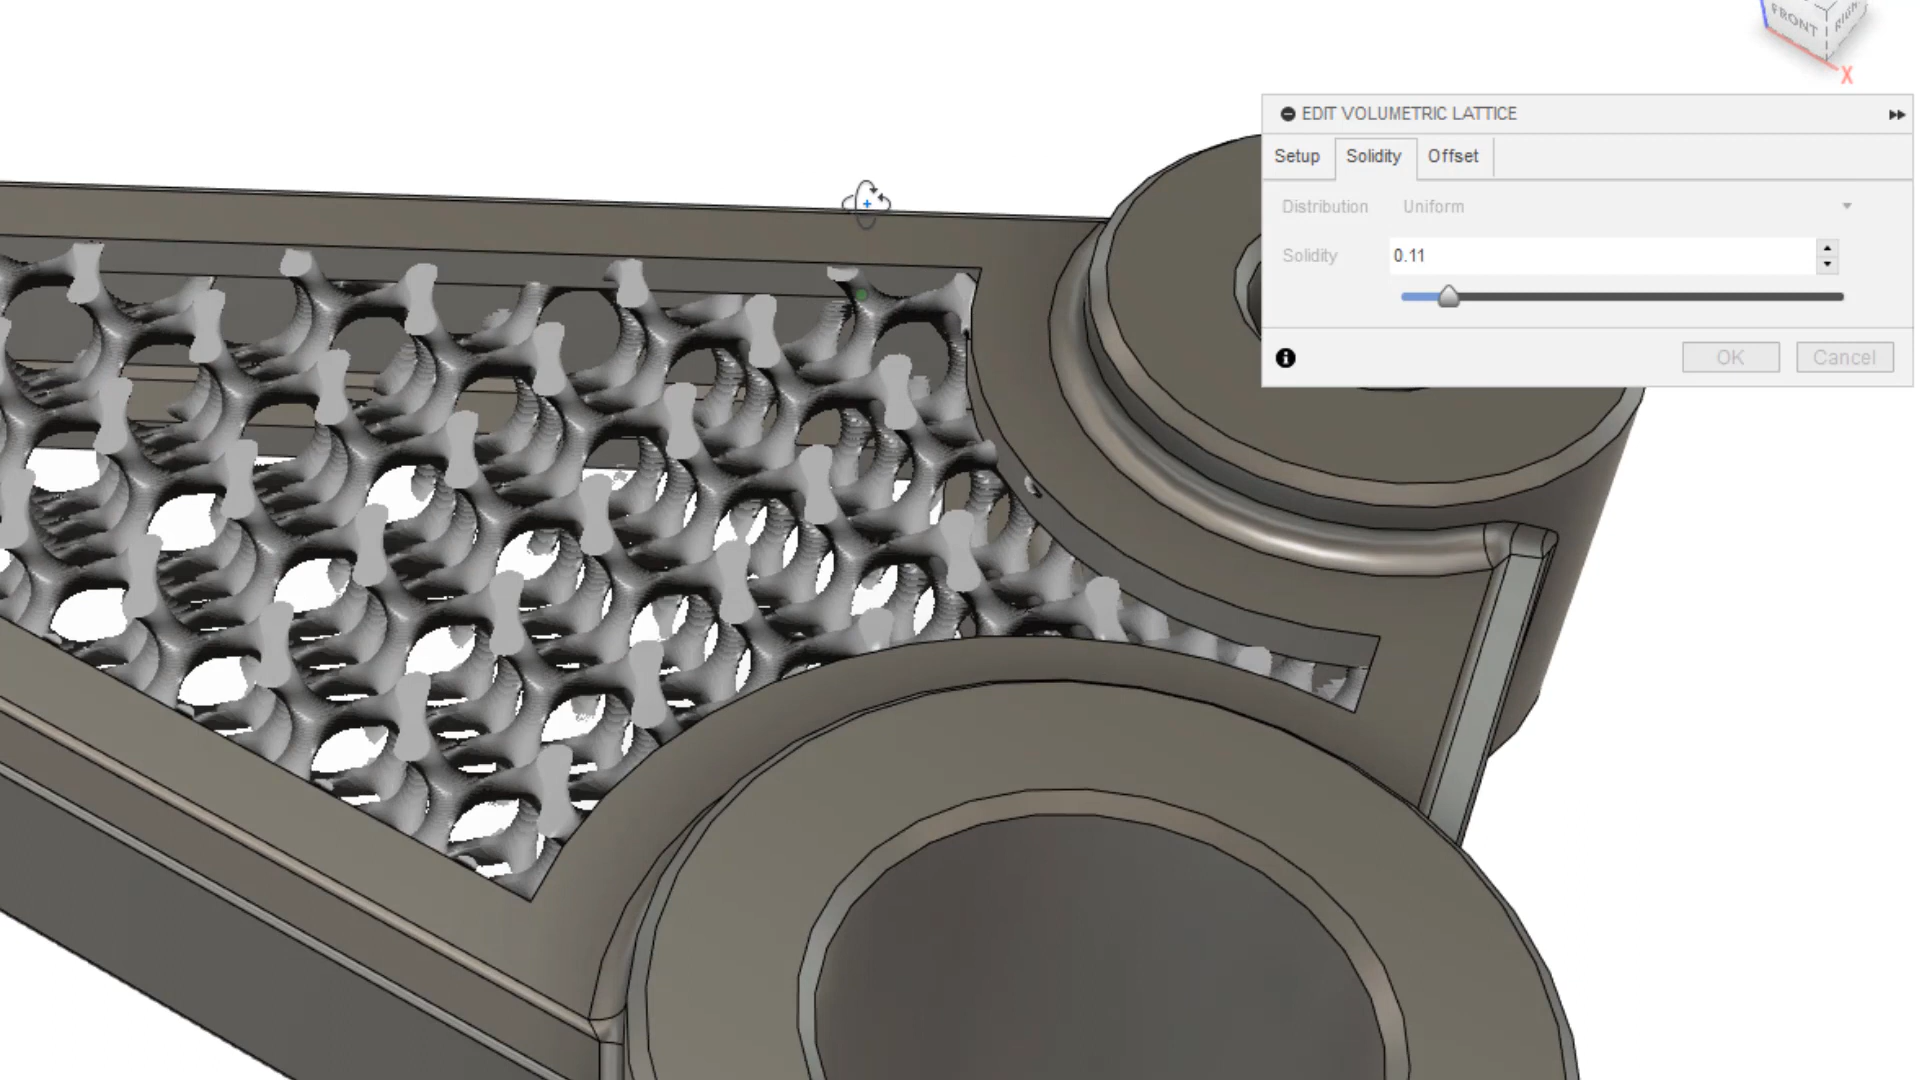 FRONT
RIGHT
X
EDIT VOLUMETRIC LATTICE
Setup Solidity Offset
Distribution Uniform
Solidity 0.11
OK Cancel